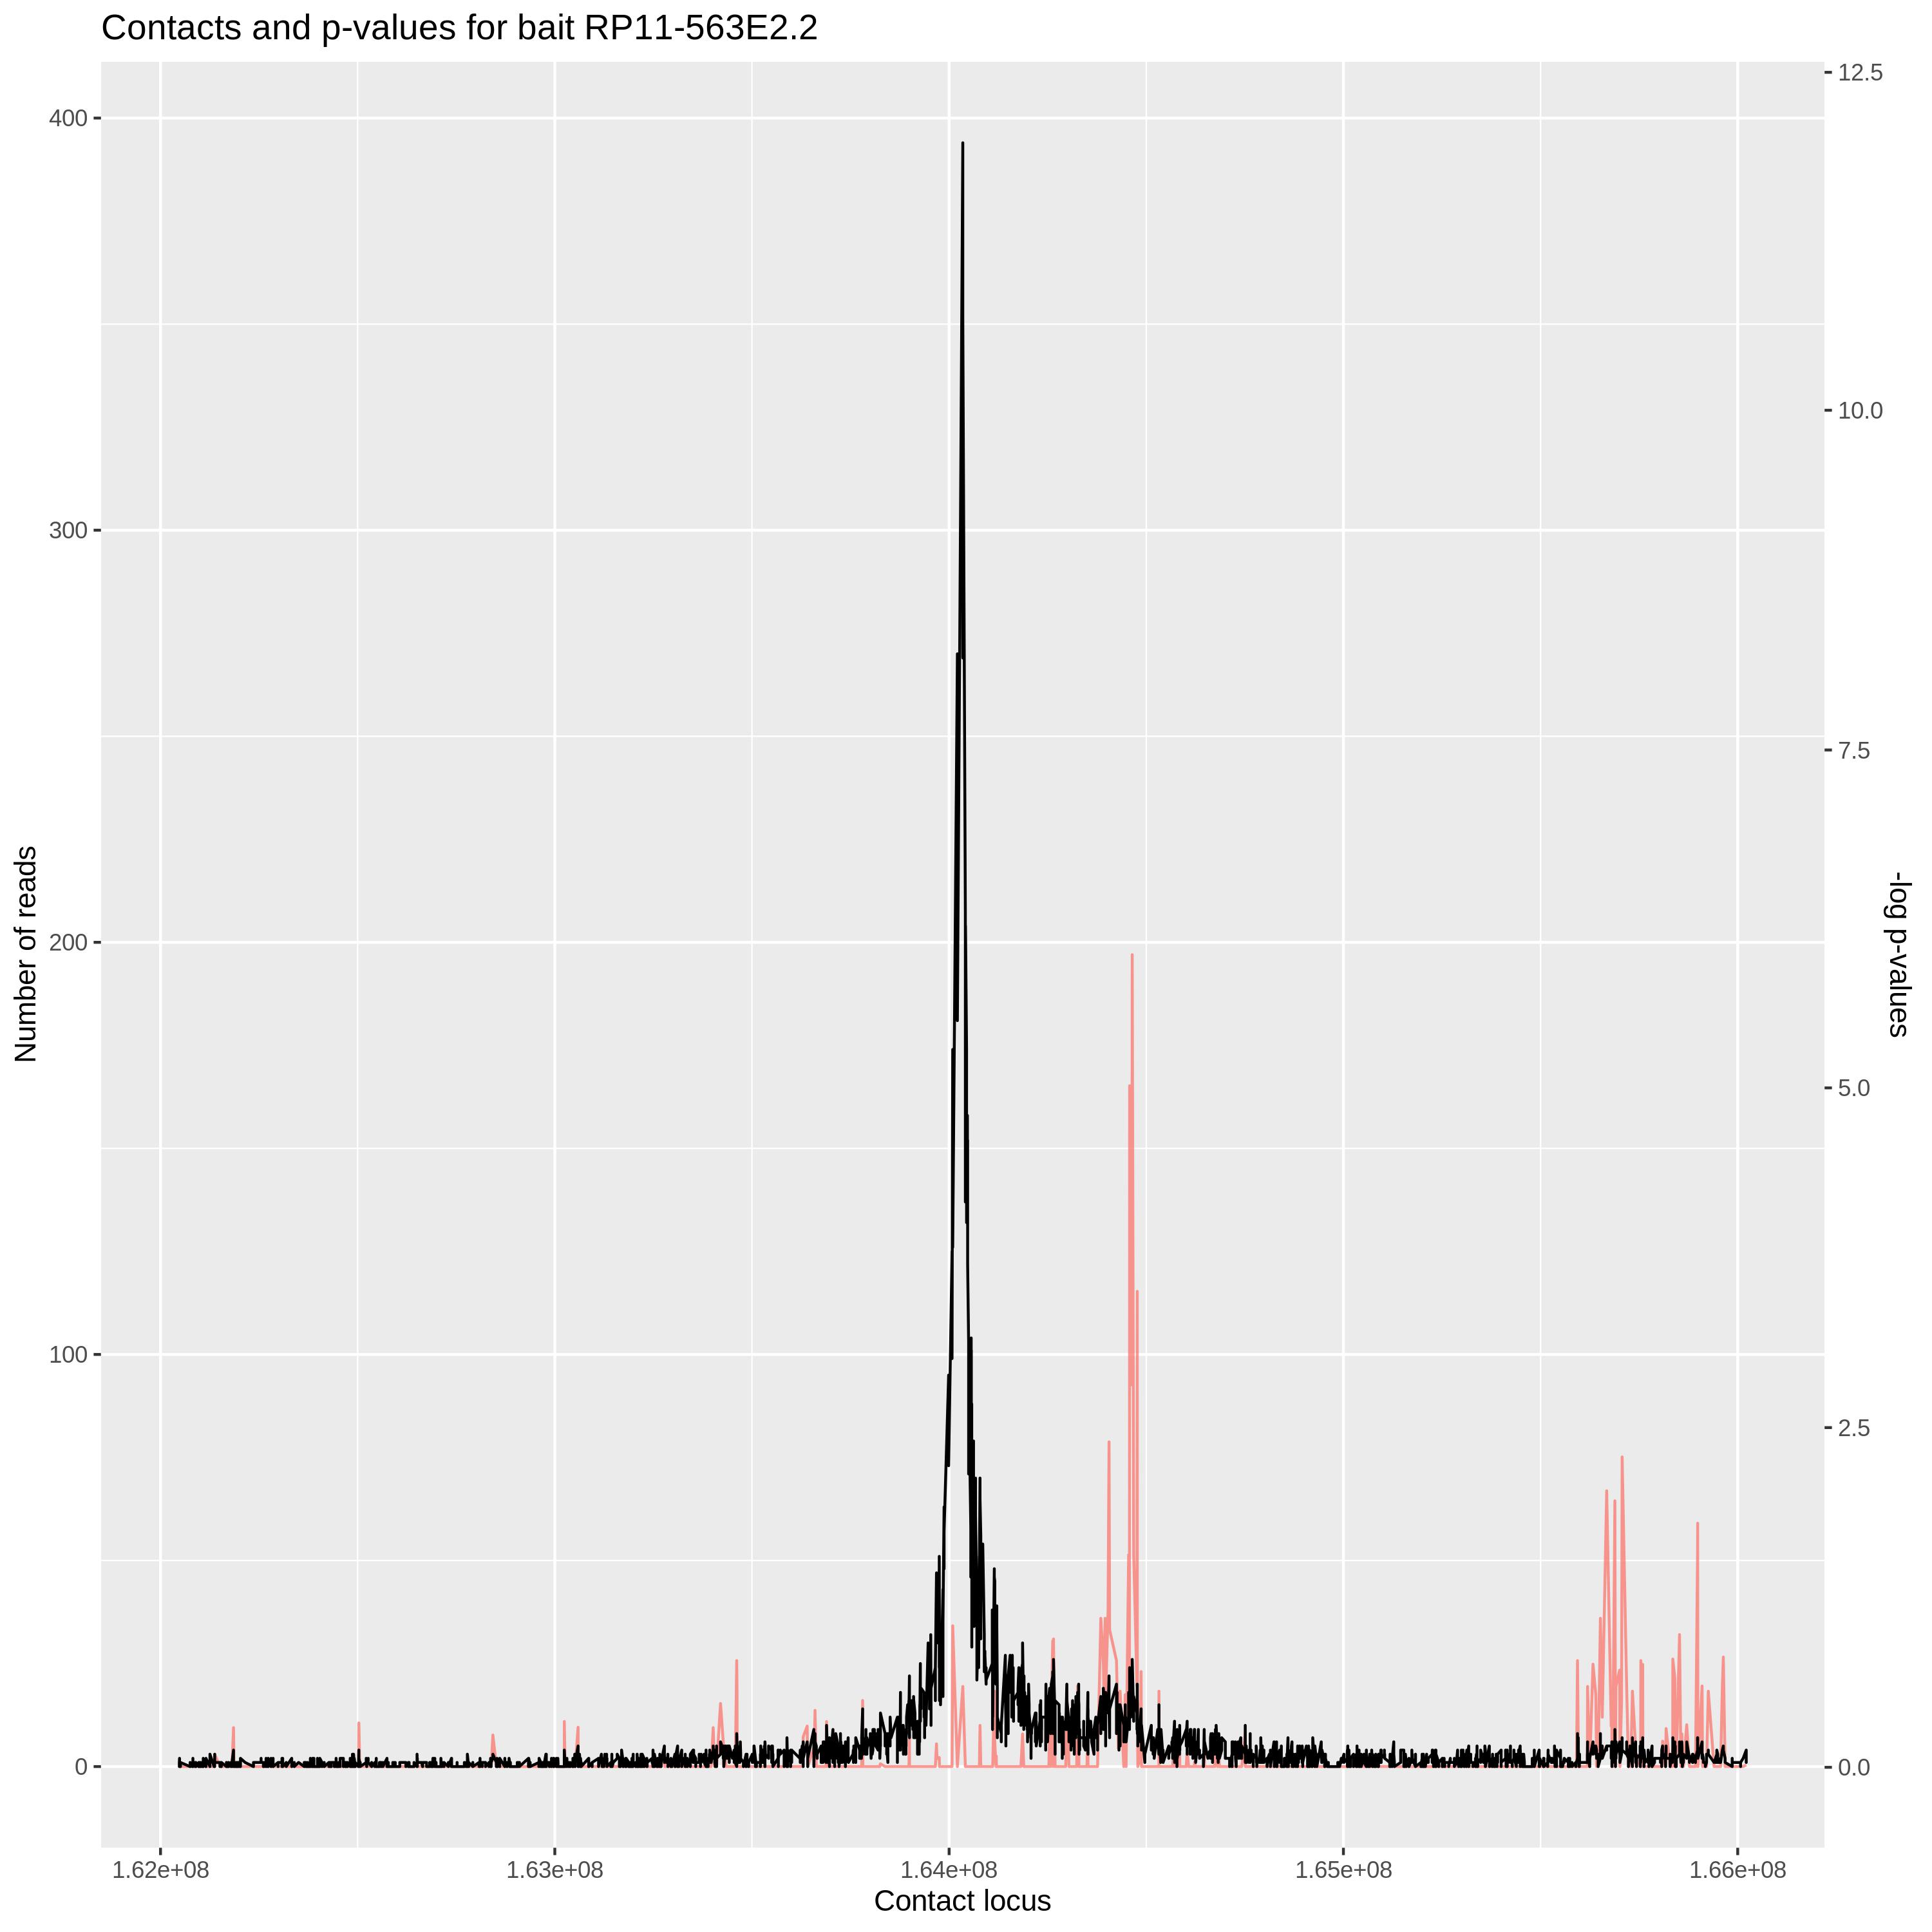 Contacts and p-values for bait RP11-563E2.2
400
300
200
100
0
Number of reads
12.5
10.0
7.5
5.0
2.5
0.0
-log p-values
1.62e+08
1.63e+08
1.64e+08
1.65e+08
1.66e+08
Contact locus